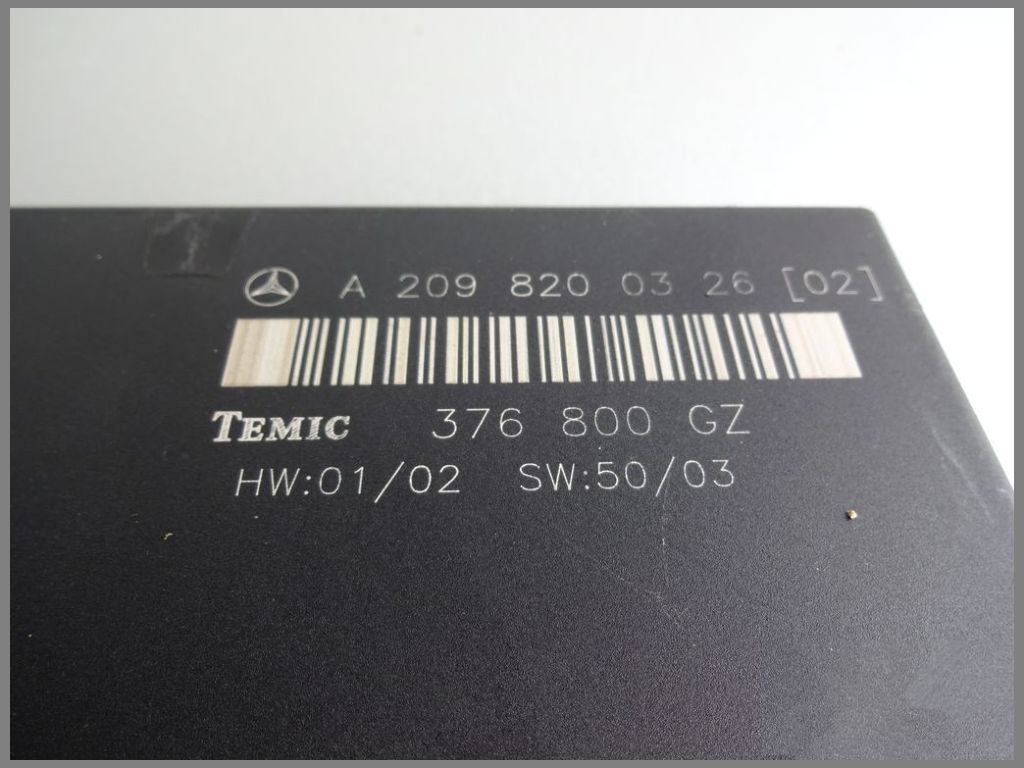 A 209 820 03 26 [02]
TEMIC 376 800 GZ
HW:01/02 SW:50/03